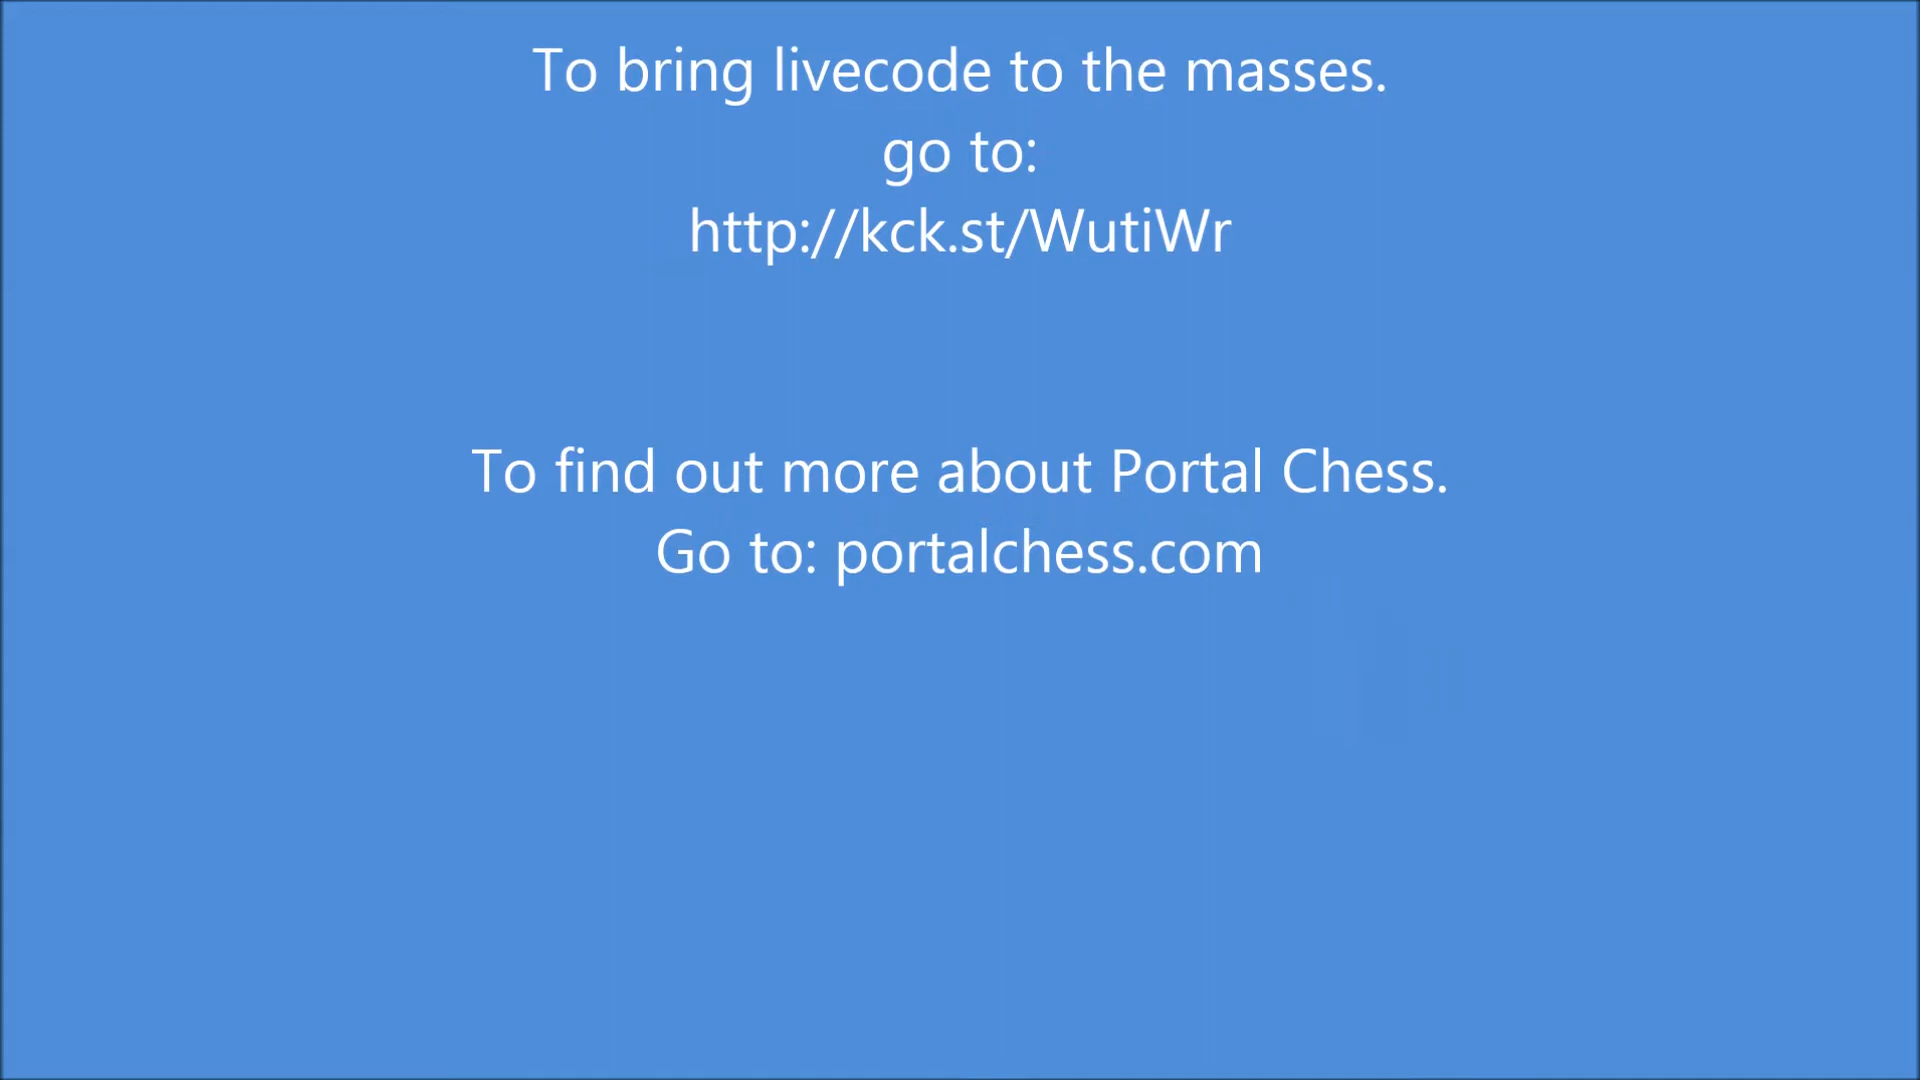 To bring livecode to the masses.
go to:
http://kck.st/WutiWr
To find out more about Portal Chess.
Go to: portalchess.com